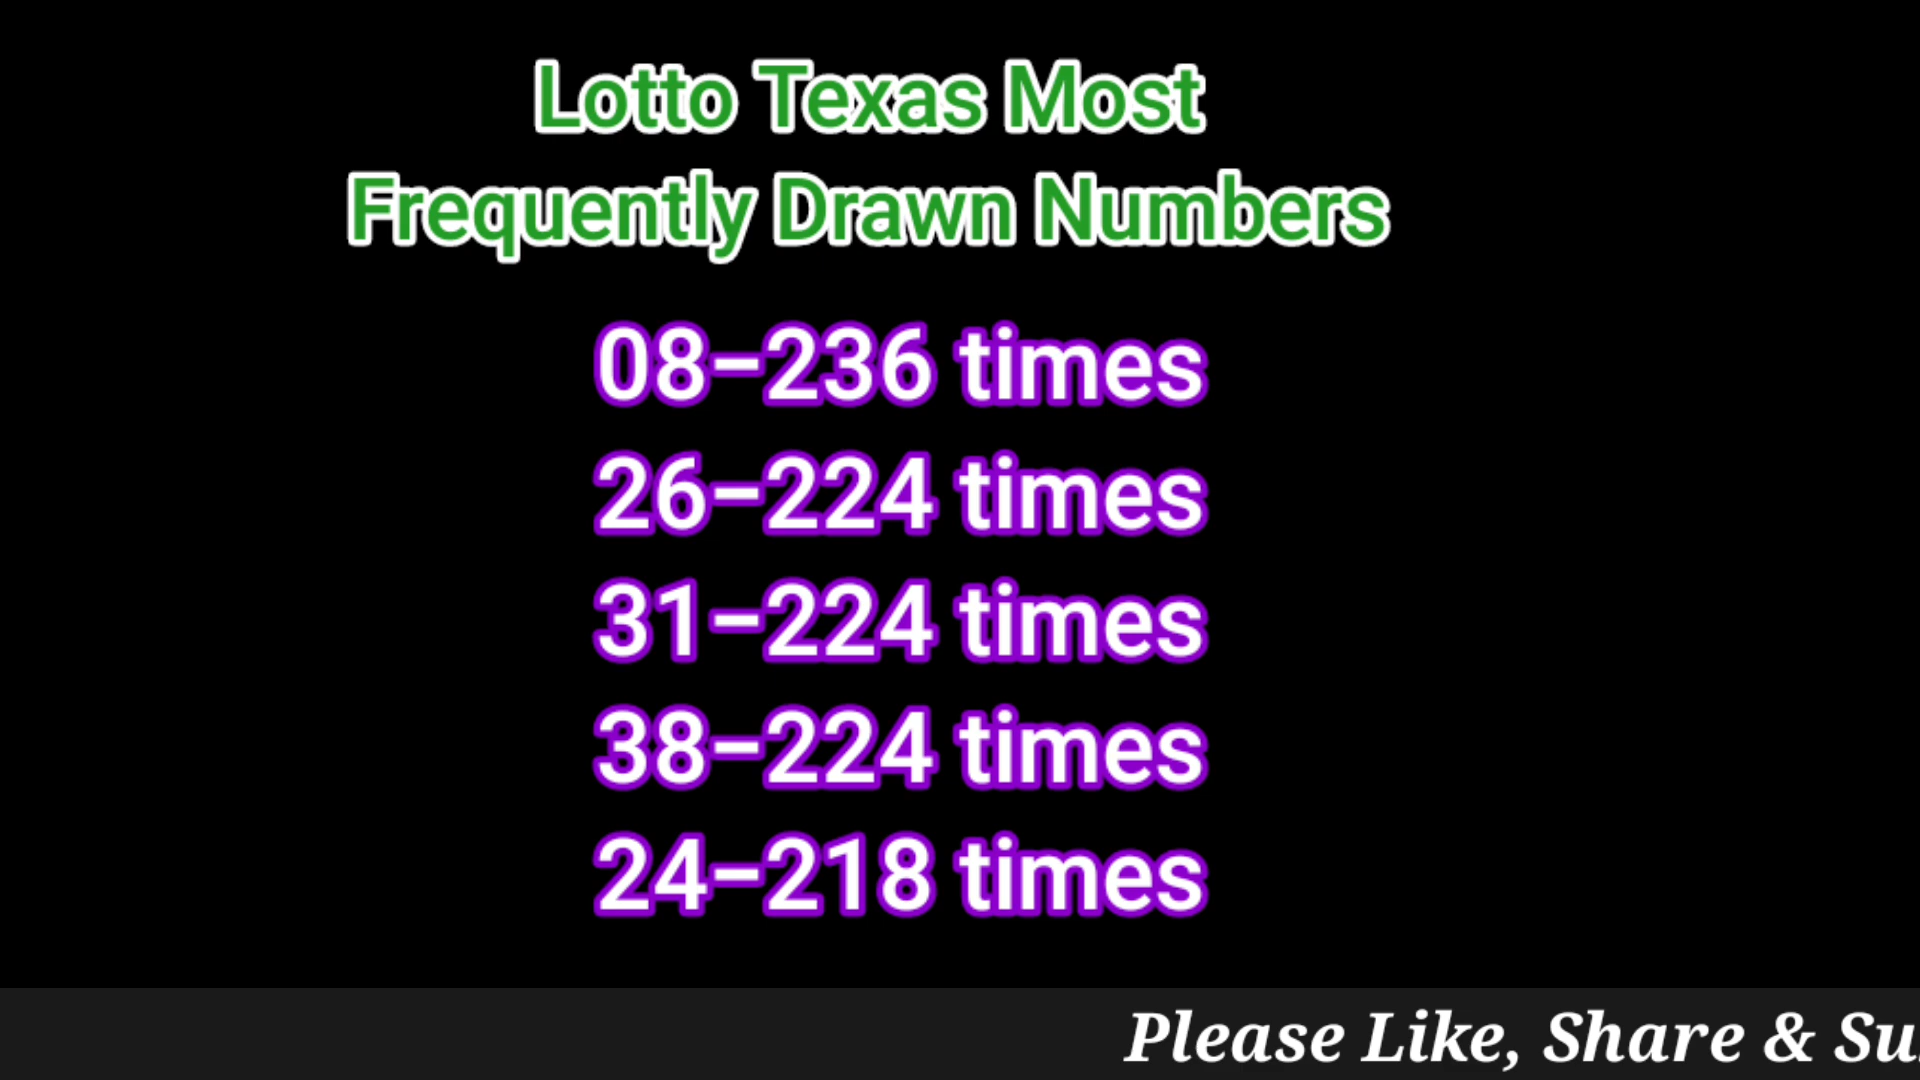 Lotto Texas Most
Frequently Drawn Numbers
08–236 times
26–224 times
31–224 times
38–224 times
24–218 times
Please Like, Share &